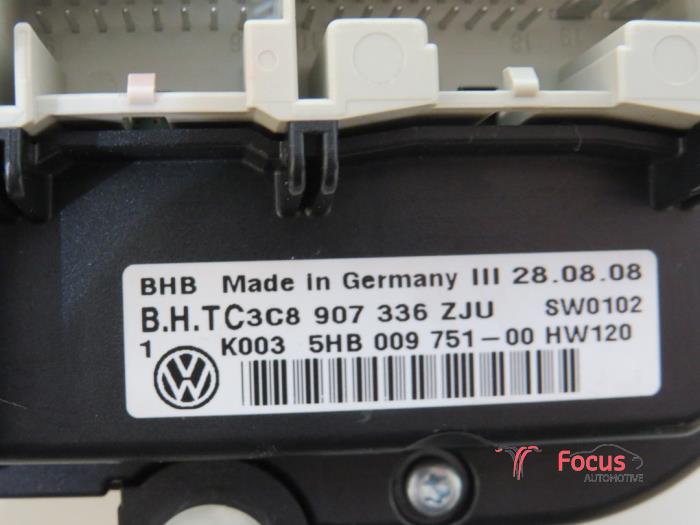 BHB Made in Germany III 28.08.08
B.H.TC3C8 907 336 ZJU SW0102
1 K003 5HB 009 751-00 HW120
Focus
AUTOMOTIVE